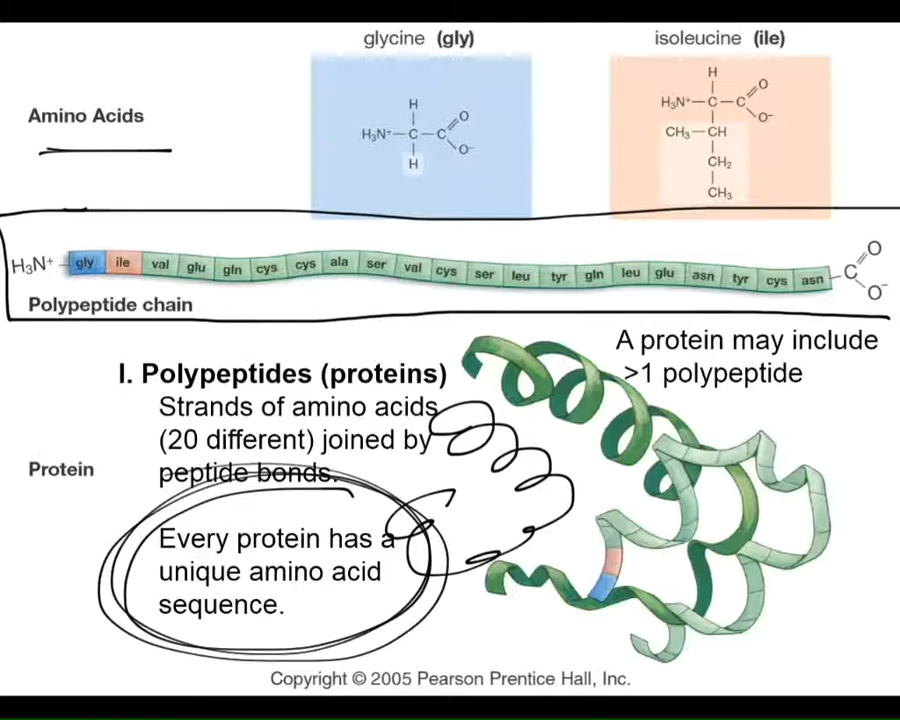 glycine (gly)
isoleucine (ile)
Amino Acids
H
H₃N⁺—C—C
O
O⁻
H
H
H₃N⁺—C—C
O
O⁻
CH₃—CH
CH₂
CH₃
H₃N⁺ gly ile val glu gln cys cys ala ser val cys ser leu tyr gln leu glu asn tyr cys asn C
O
O⁻
Polypeptide chain
A protein may include
>1 polypeptide
I. Polypeptides (proteins)
Strands of amino acids
(20 different) joined by
peptide bonds.
Protein
Every protein has a
unique amino acid
sequence.
Copyright © 2005 Pearson Prentice Hall, Inc.